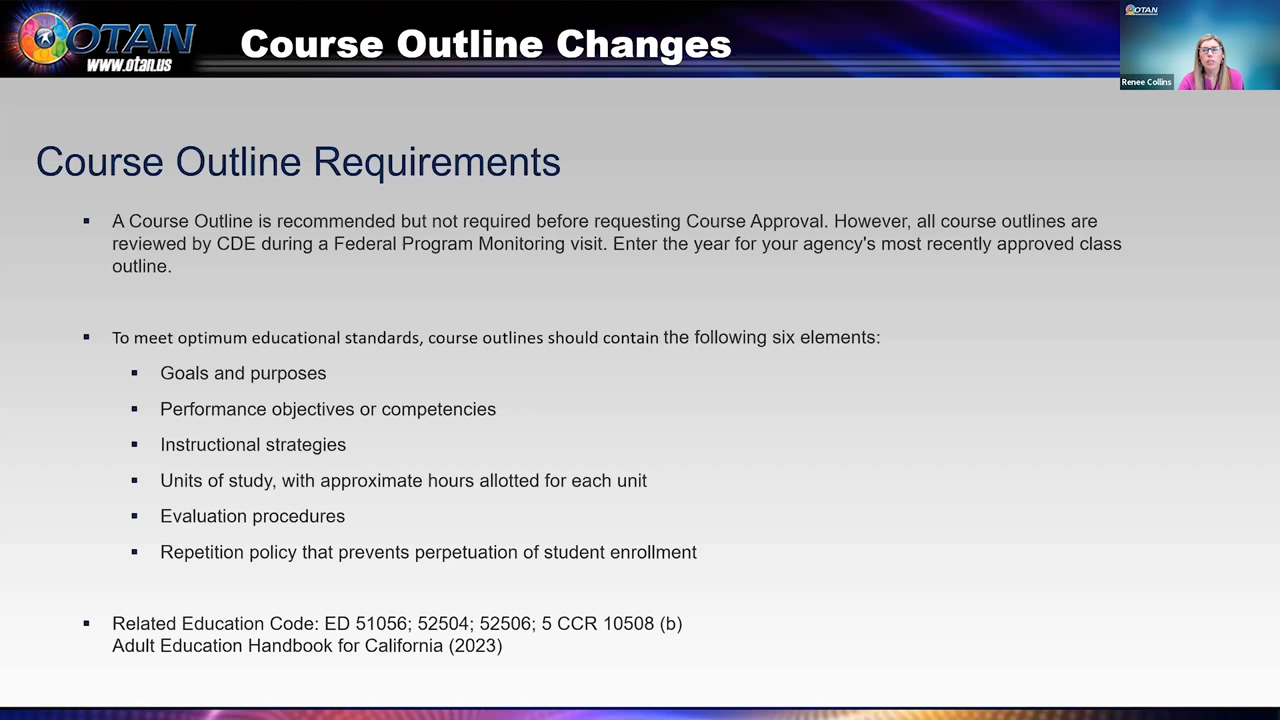 OTAN
www.otan.us
Course Outline Changes
OTAN
Renee Collins
Course Outline Requirements
▪ A Course Outline is recommended but not required before requesting Course Approval. However, all course outlines are
reviewed by CDE during a Federal Program Monitoring visit. Enter the year for your agency's most recently approved class
outline.
▪ To meet optimum educational standards, course outlines should contain the following six elements:
▪ Goals and purposes
▪ Performance objectives or competencies
▪ Instructional strategies
▪ Units of study, with approximate hours allotted for each unit
▪ Evaluation procedures
▪ Repetition policy that prevents perpetuation of student enrollment
▪ Related Education Code: ED 51056; 52504; 52506; 5 CCR 10508 (b)
Adult Education Handbook for California (2023)